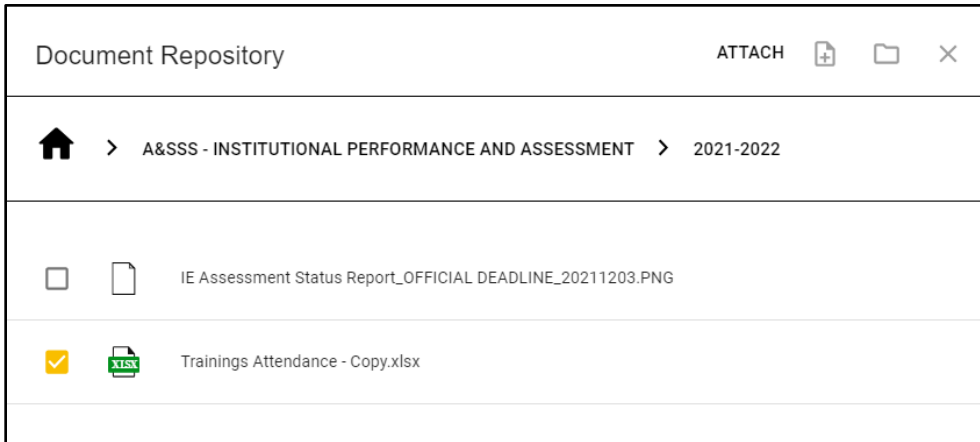 Document Repository ATTACH
A&SSS - INSTITUTIONAL PERFORMANCE AND ASSESSMENT > 2021-2022
IE Assessment Status Report_OFFICIAL DEADLINE_20211203.PNG
XLSX Trainings Attendance - Copy.xlsx